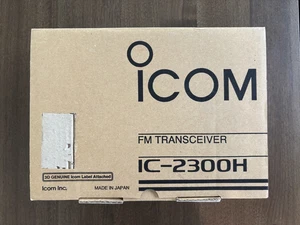 ICOM
FM TRANSCEIVER
IC-2300H
3D GENUINE Icom Label Attached
Icom Inc.
MADE IN JAPAN